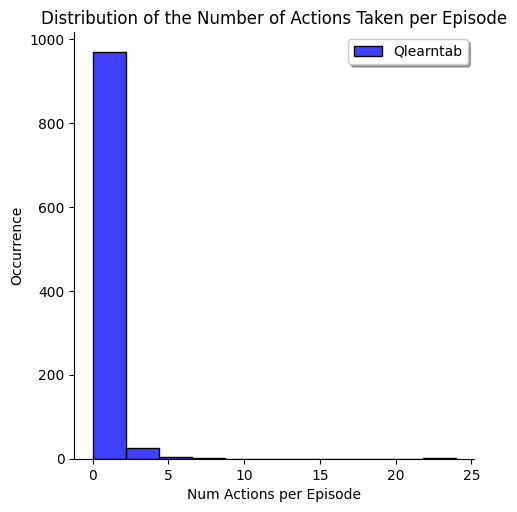 Distribution of the Number of Actions Taken per Episode
Qlearntab
1000
800
600
400
200
0
Occurrence
0 5 10 15 20 25
Num Actions per Episode